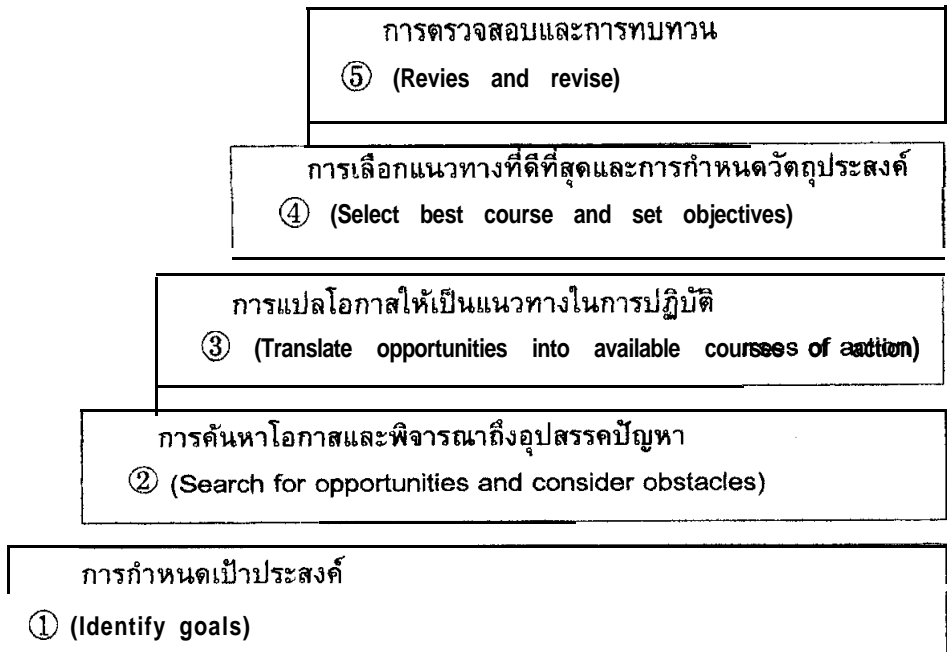 การตรวจสอบและการทบทวน
⑤ (Revies and revise)
การเลือกแนวทางที่ดีที่สุดและการกำหนดวัตถุประสงค์
④ (Select best course and set objectives)
การแปลโอกาสให้เป็นแนวทางในการปฏิบัติ
③ (Translate opportunities into available courses of action)
การค้นหาโอกาสและพิจารณาถึงอุปสรรคปัญหา
② (Search for opportunities and consider obstacles)
การกำหนดเป้าประสงค์
① (Identify goals)